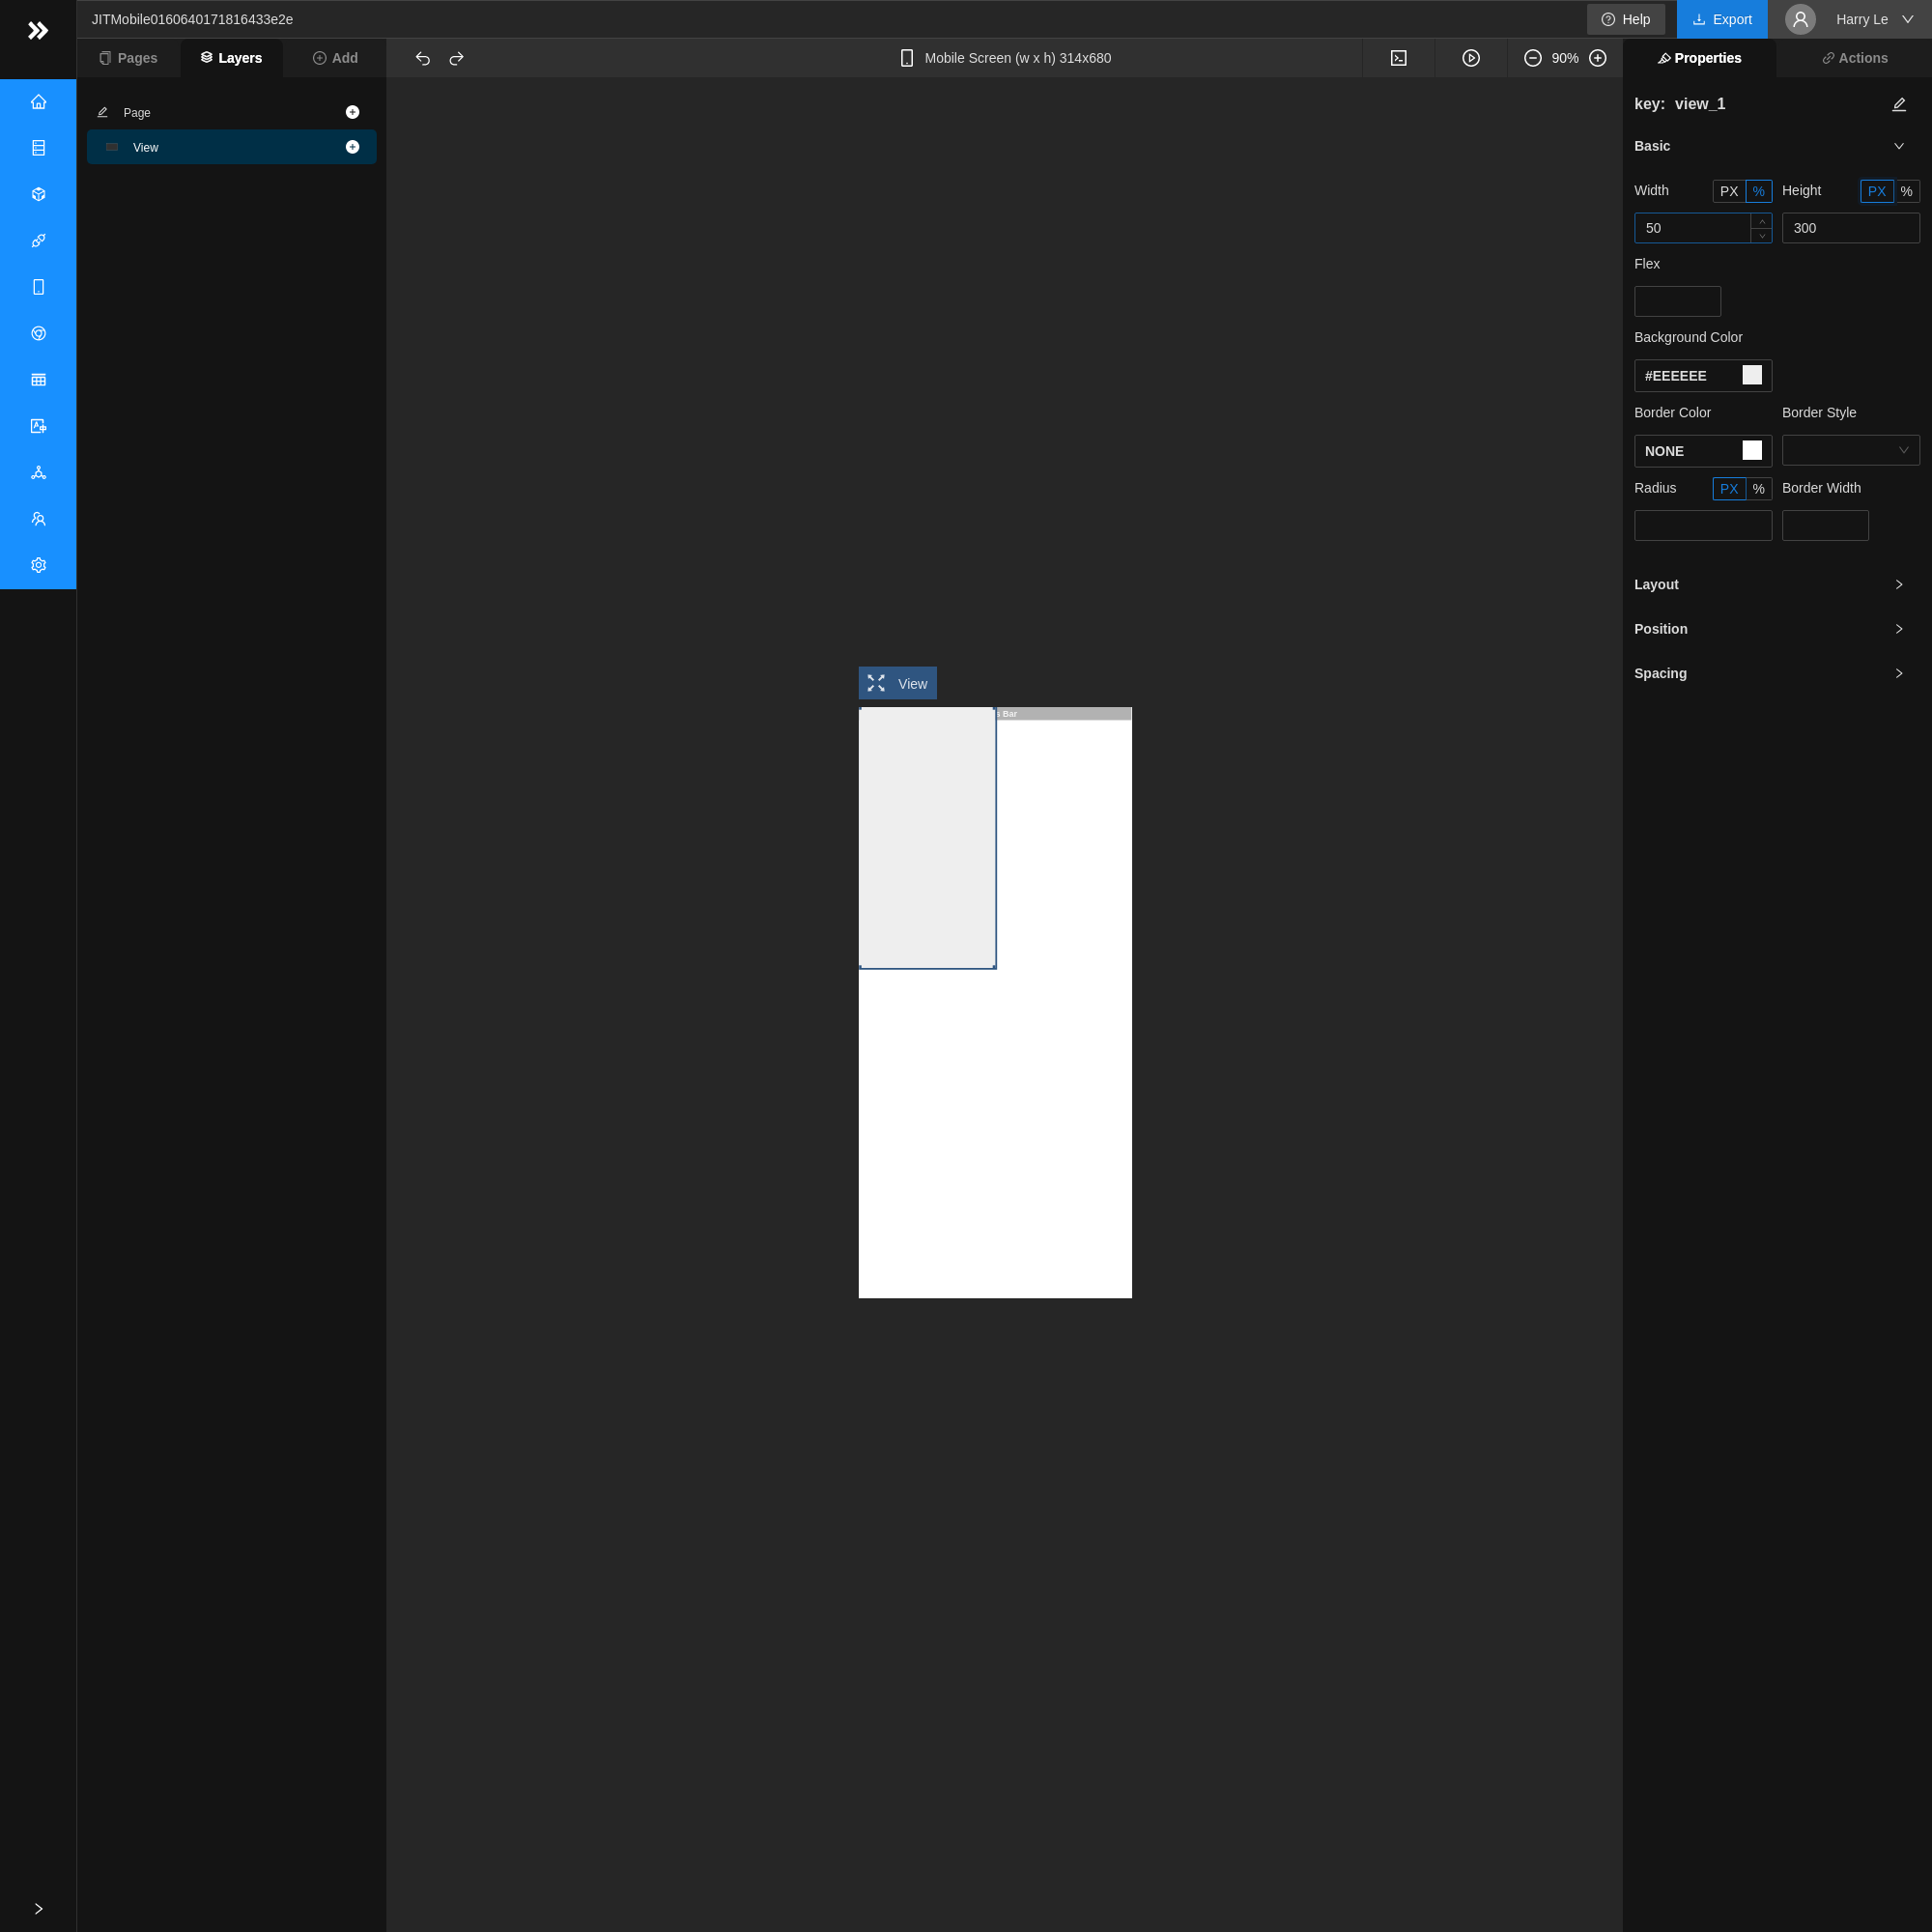 JITMobile0160640171816433e2e
Help
Export
Harry Le
Pages
Layers
Add
Mobile Screen (w x h) 314x680
90%
Properties
Actions
Page
View
key: view_1
Basic
Width
PX %
Height
PX %
50
300
Flex
Background Color
#EEEEEE
Border Color
Border Style
NONE
Radius
PX %
Border Width
Layout
Position
Spacing
View
s Bar